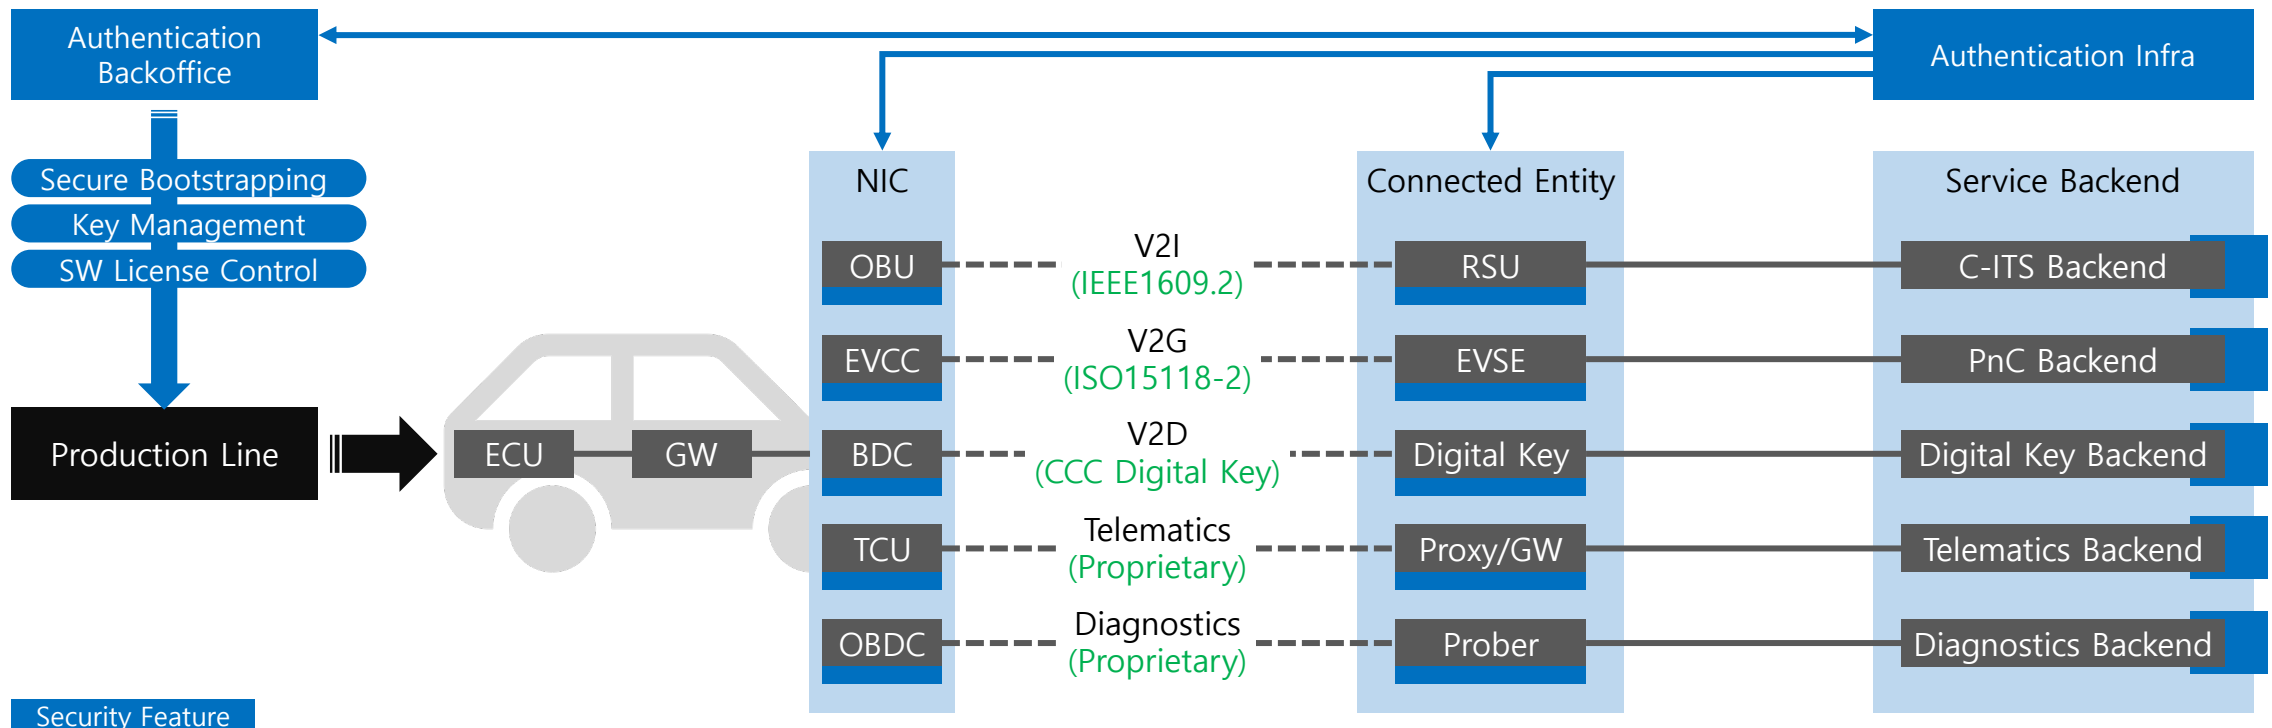 Authentication
Backoffice
Authentication Infra
Secure Bootstrapping
Key Management
SW License Control
Production Line
ECU
GW
NIC
Connected Entity
Service Backend
OBU
V2I
(IEEE1609.2)
RSU
C-ITS Backend
EVCC
V2G
(ISO15118-2)
EVSE
PnC Backend
BDC
V2D
(CCC Digital Key)
Digital Key
Digital Key Backend
TCU
Telematics
(Proprietary)
Proxy/GW
Telematics Backend
OBDC
Diagnostics
(Proprietary)
Prober
Diagnostics Backend
Security Feature